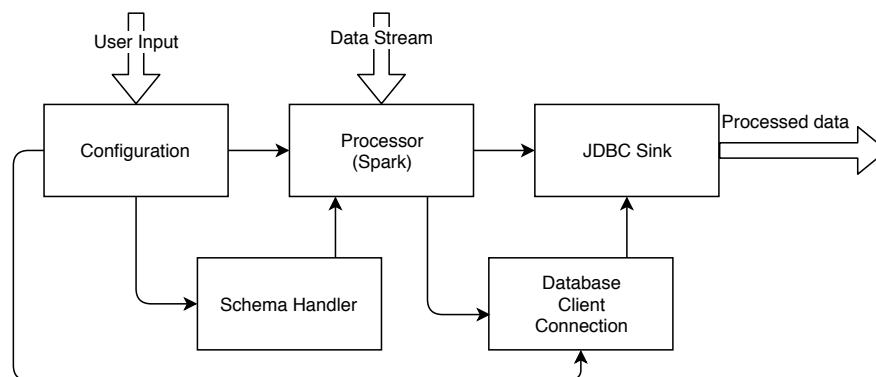 User Input
Data Stream
Configuration
Processor
(Spark)
JDBC Sink
Processed data
Schema Handler
Database
Client
Connection